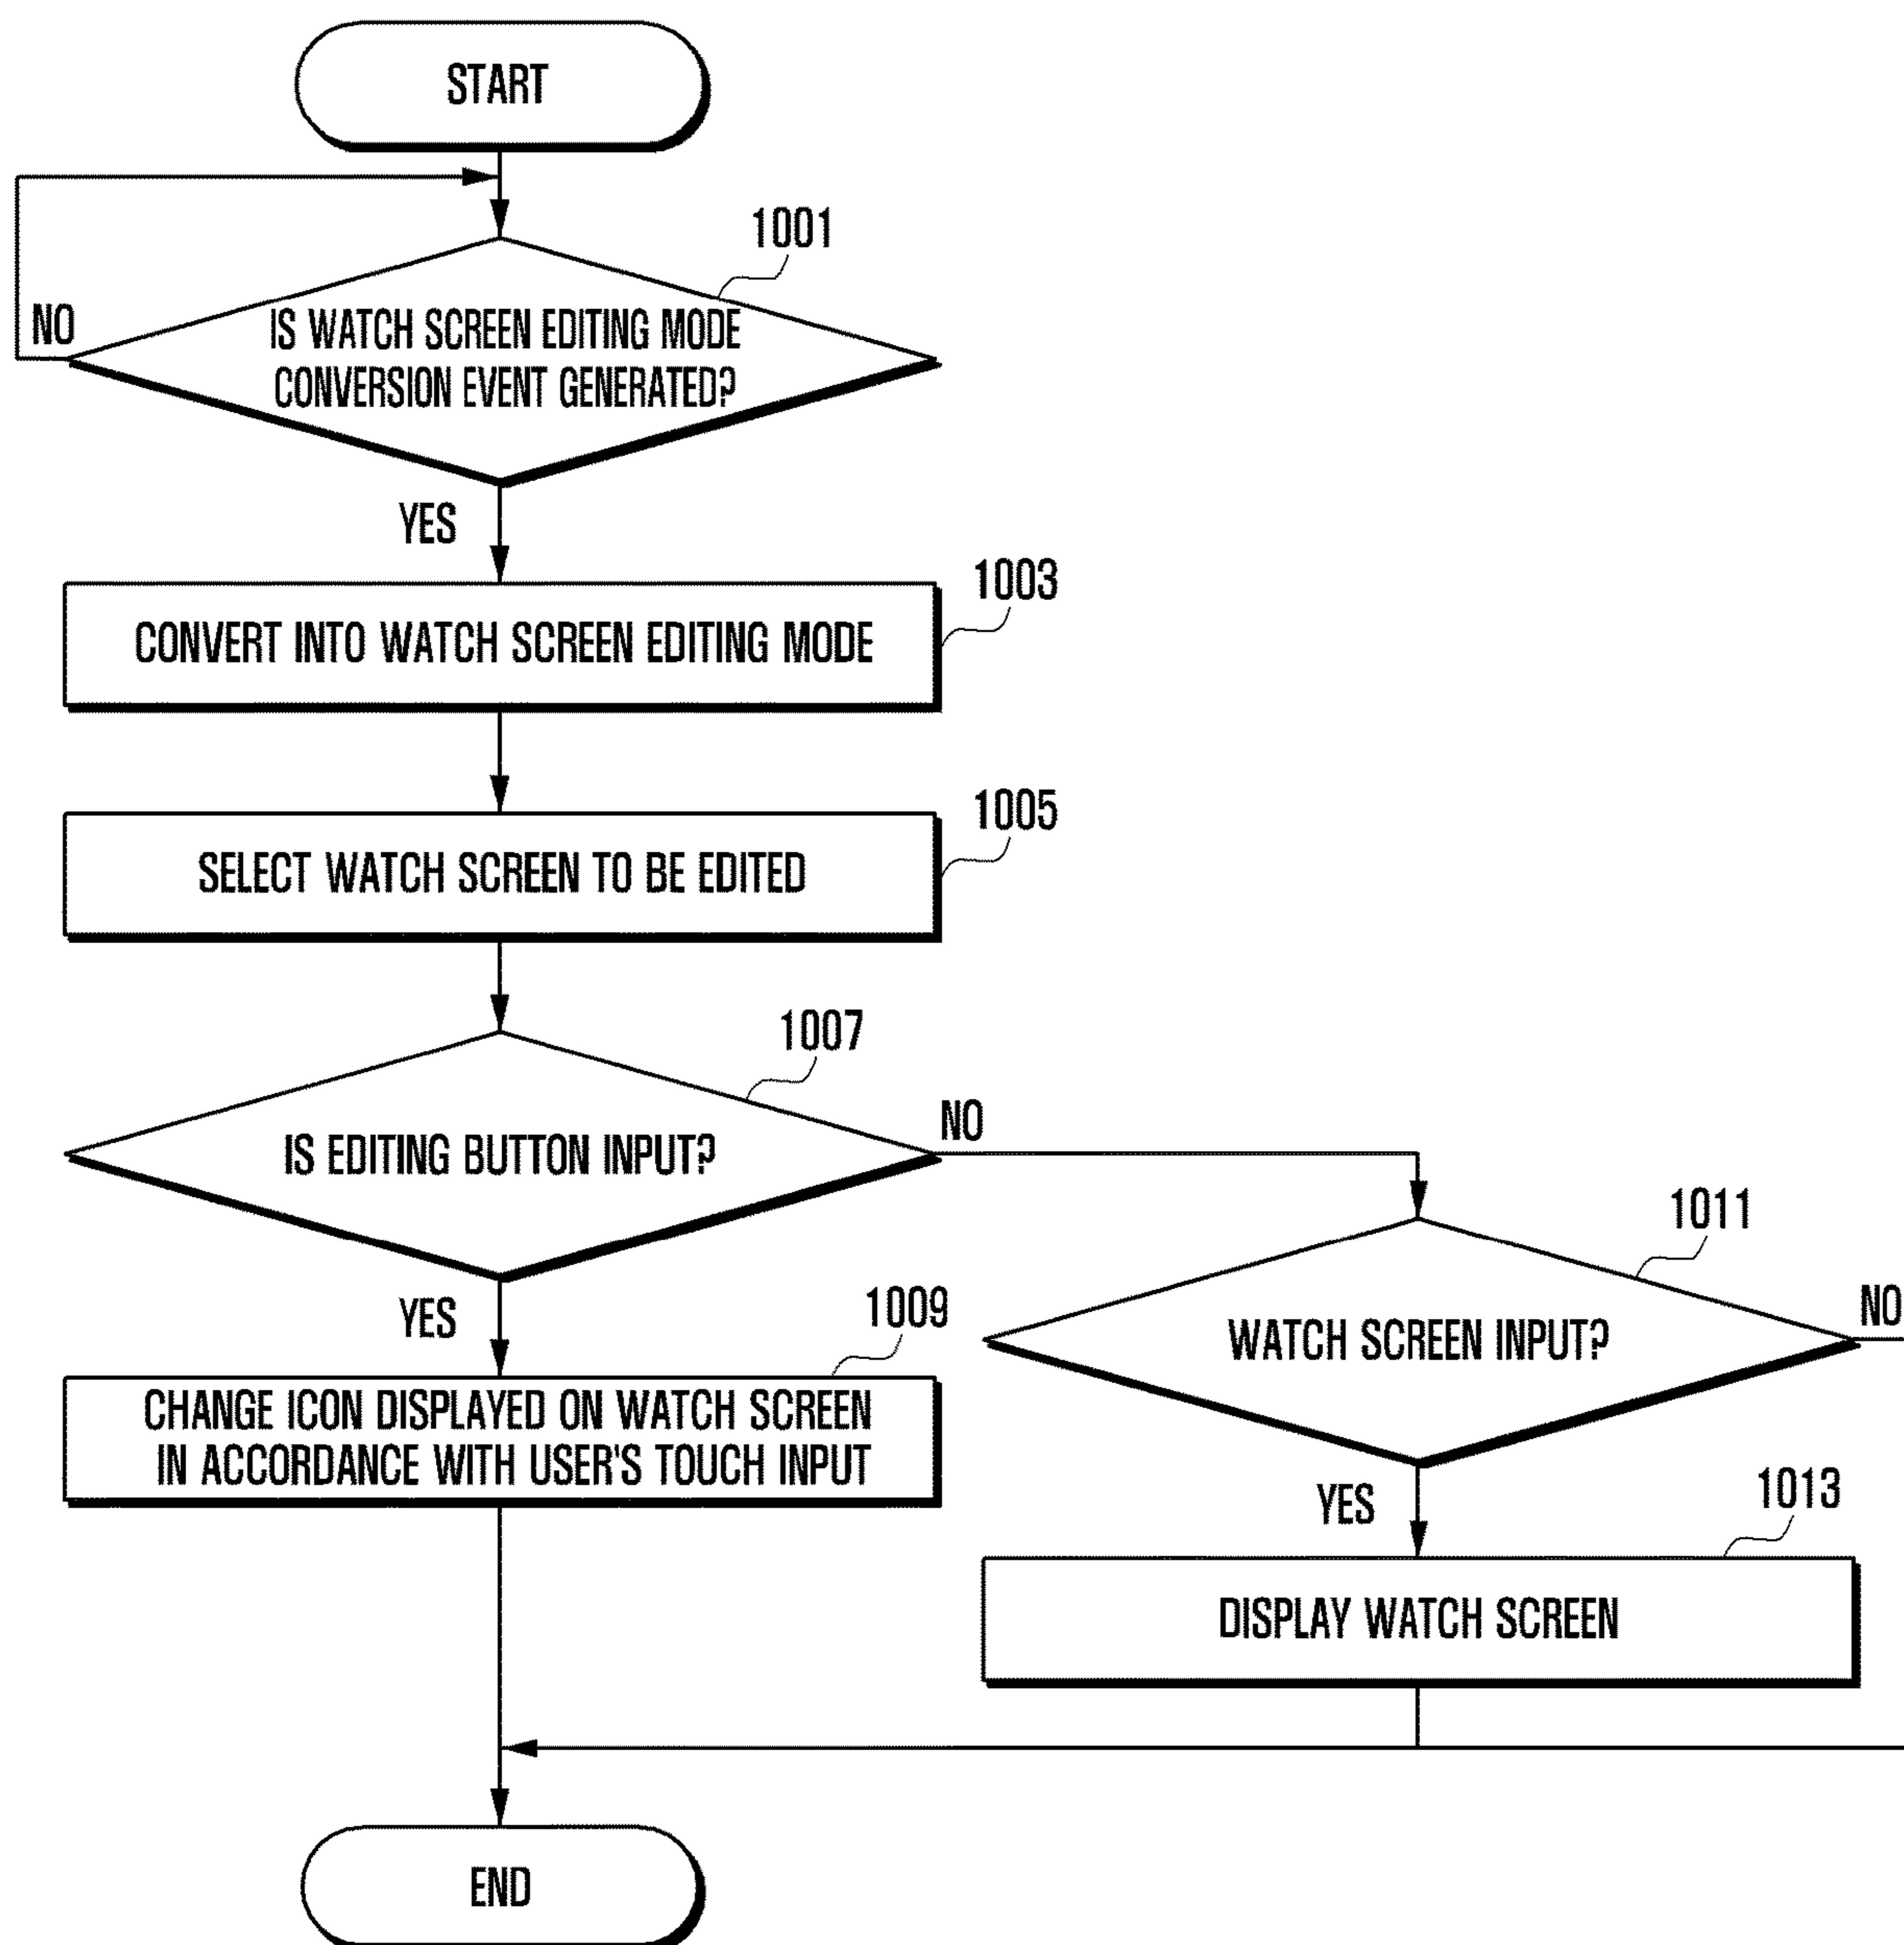 START
1001
NO
IS WATCH SCREEN EDITING MODE
CONVERSION EVENT GENERATED?
YES
1003
CONVERT INTO WATCH SCREEN EDITING MODE
1005
SELECT WATCH SCREEN TO BE EDITED
1007
NO
IS EDITING BUTTON INPUT?
1011
YES
1009
NO
WATCH SCREEN INPUT?
CHANGE ICON DISPLAYED ON WATCH SCREEN
IN ACCORDANCE WITH USER'S TOUCH INPUT
YES
1013
DISPLAY WATCH SCREEN
END